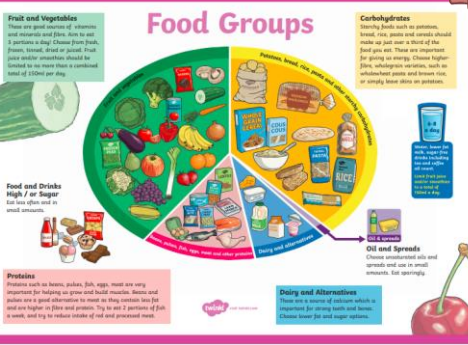 Food Groups
Fruit and Vegetables
These are good sources of vitamins
and minerals and fibre. Aim to eat
5 portions a day! Choose from fresh,
frozen, tinned, dried or juiced. Fruit
juice and/or smoothies should be
limited to no more than a combined
total of 150ml per day.
Carbohydrates
Starchy foods such as potatoes,
bread, rice, pasta and cereals should
make up just over a third of the
food you eat. These are important
for giving us energy. Choose higher-
fibre, wholegrain varieties, such as
wholewheat pasta and brown rice,
or simply leave skins on potatoes.
Potatoes, bread, rice, pasta and other starchy carbohydrates
WHOLE
GRAIN
CEREAL
COUS
COUS
RICE
6-8
a day
Water, lower fat
milk, sugar-free
drinks including
tea and coffee
all count.
Limit fruit juice
and/or smoothies
to a total of
150ml a day.
Food and Drinks
High / or Sugar
Eat less often and in
small amounts.
Beans, pulses, fish, eggs, meat and other proteins
Dairy and alternatives
Oil & spreads
Oil and Spreads
Choose unsaturated oils and
spreads and use in small
amounts. Eat sparingly.
Proteins
Proteins such as beans, pulses, fish, eggs, meat are very
important for helping us grow and build muscles. Beans and
pulses are a good alternative to meat as they contain less fat
and are higher in fibre and protein. Try to eat 2 portions of fish
a week, and try to reduce intake of red and processed meat.
twinkl
Dairy and Alternatives
These are a source of calcium which is
important for strong teeth and bones.
Choose lower fat and sugar options.